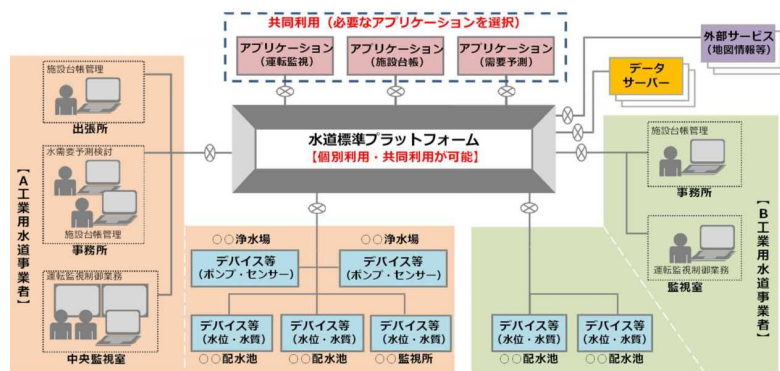 共同利用（必要なアプリケーションを選択）
アプリケーション
（運転監視）
アプリケーション
（施設台帳）
アプリケーション
（需要予測）
外部サービス
（地図情報等）
データ
サーバー
水道標準プラットフォーム
【個別利用・共同利用が可能】
【A工業用水道事業者】
施設台帳管理
出張所
水需要予測検討
施設台帳管理
事務所
運転監視制御業務
中央監視室
○○浄水場
デバイス等
（ポンプ・センサー）
○○浄水場
デバイス等
（ポンプ・センサー）
デバイス等
（水位・水質）
○○配水池
デバイス等
（水位・水質）
○○配水池
デバイス等
（水位・水質）
○○監視所
デバイス等
（水位・水質）
○○配水池
デバイス等
（水位・水質）
○○配水池
施設台帳管理
事務所
運転監視制御業務
監視室
【B工業用水道事業者】